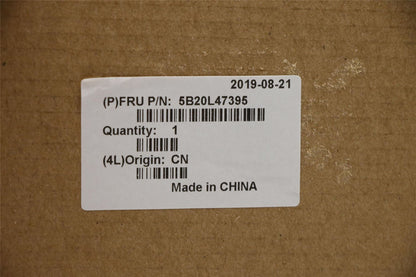 2019-08-21
(P)FRU P/N: 5B20L47395
Quantity: 1
(4L)Origin: CN
Made in CHINA